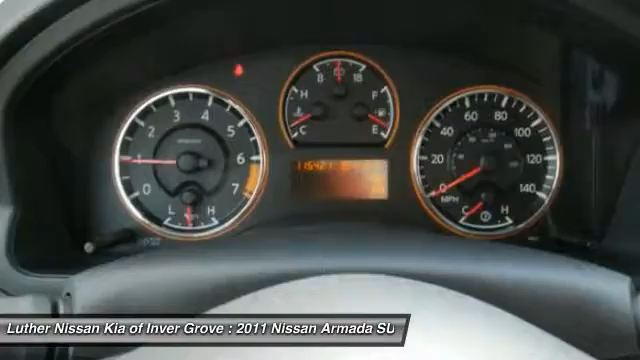 8 18
H F
C E
0 1 2 3 4 5 6 7
L H
0 20 40 60 80 100 120 140
MPH
C H
Luther Nissan Kia of Inver Grove : 2011 Nissan Armada SU